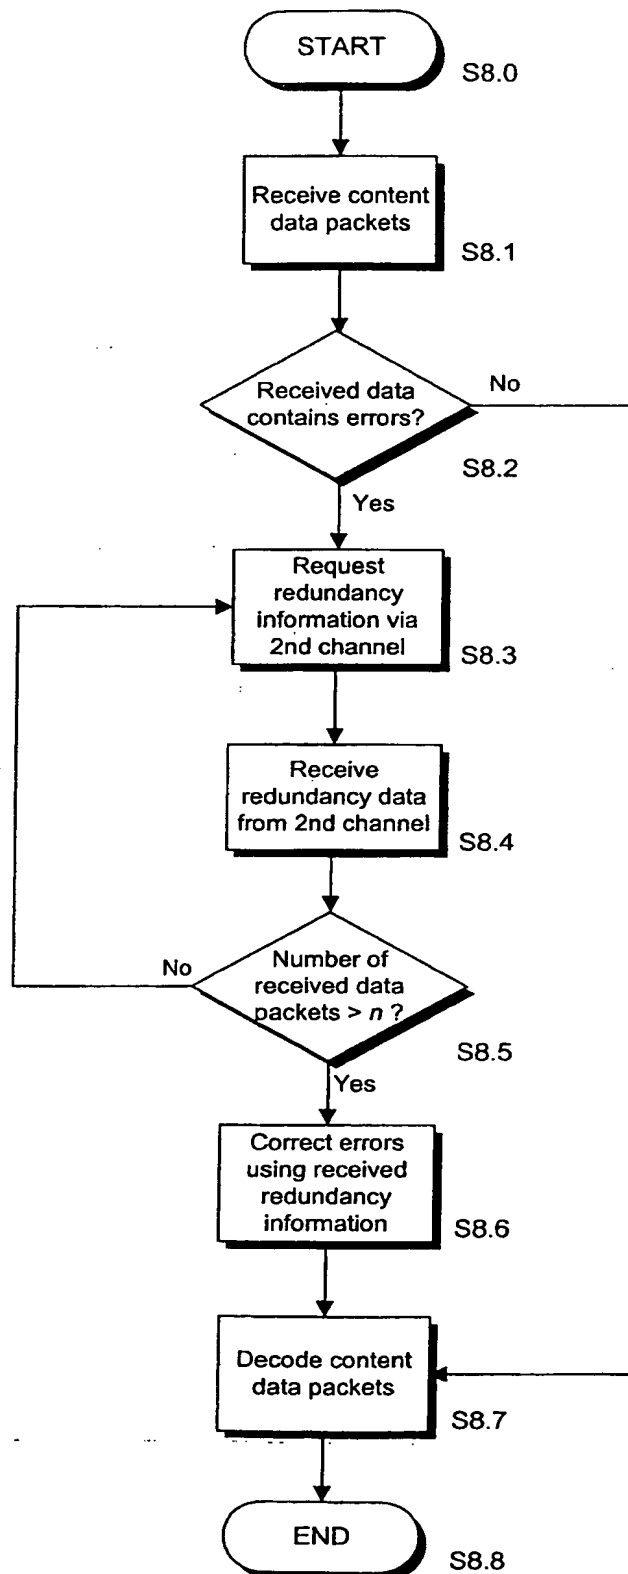 START
S8.0
Receive content
data packets
S8.1
Received data
contains errors?
No
S8.2
Yes
Request
redundancy
information via
2nd channel
S8.3
Receive
redundancy data
from 2nd channel
S8.4
Number of
received data
packets > n ?
No
S8.5
Yes
Correct errors
using received
redundancy
information
S8.6
Decode content
data packets
S8.7
END
S8.8